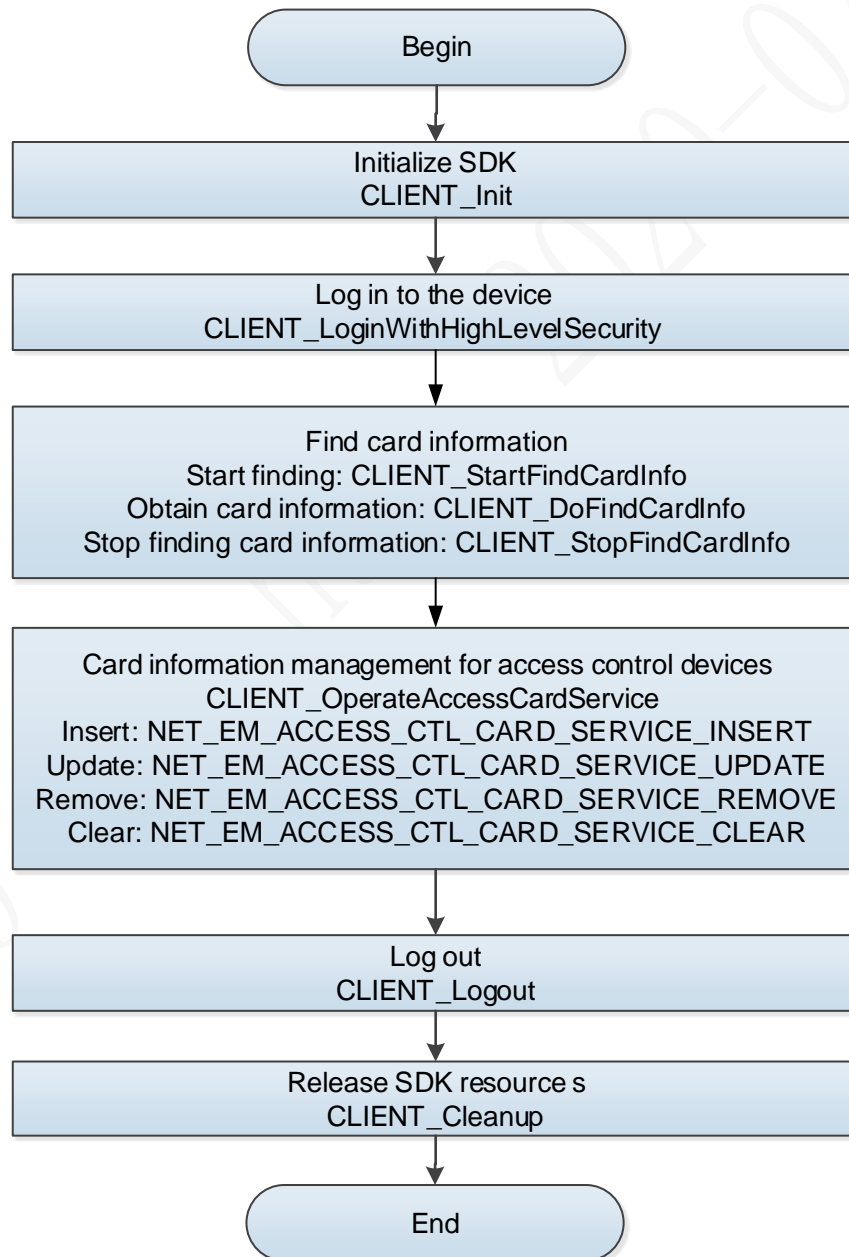 Begin
Initialize SDK
CLIENT_Init
Log in to the device
CLIENT_LoginWithHighLevelSecurity
Find card information
Start finding: CLIENT_StartFindCardInfo
Obtain card information: CLIENT_DoFindCardInfo
Stop finding card information: CLIENT_StopFindCardInfo
Card information management for access control devices
CLIENT_OperateAccessCardService
Insert: NET_EM_ACCESS_CTL_CARD_SERVICE_INSERT
Update: NET_EM_ACCESS_CTL_CARD_SERVICE_UPDATE
Remove: NET_EM_ACCESS_CTL_CARD_SERVICE_REMOVE
Clear: NET_EM_ACCESS_CTL_CARD_SERVICE_CLEAR
Log out
CLIENT_Logout
Release SDK resource s
CLIENT_Cleanup
End